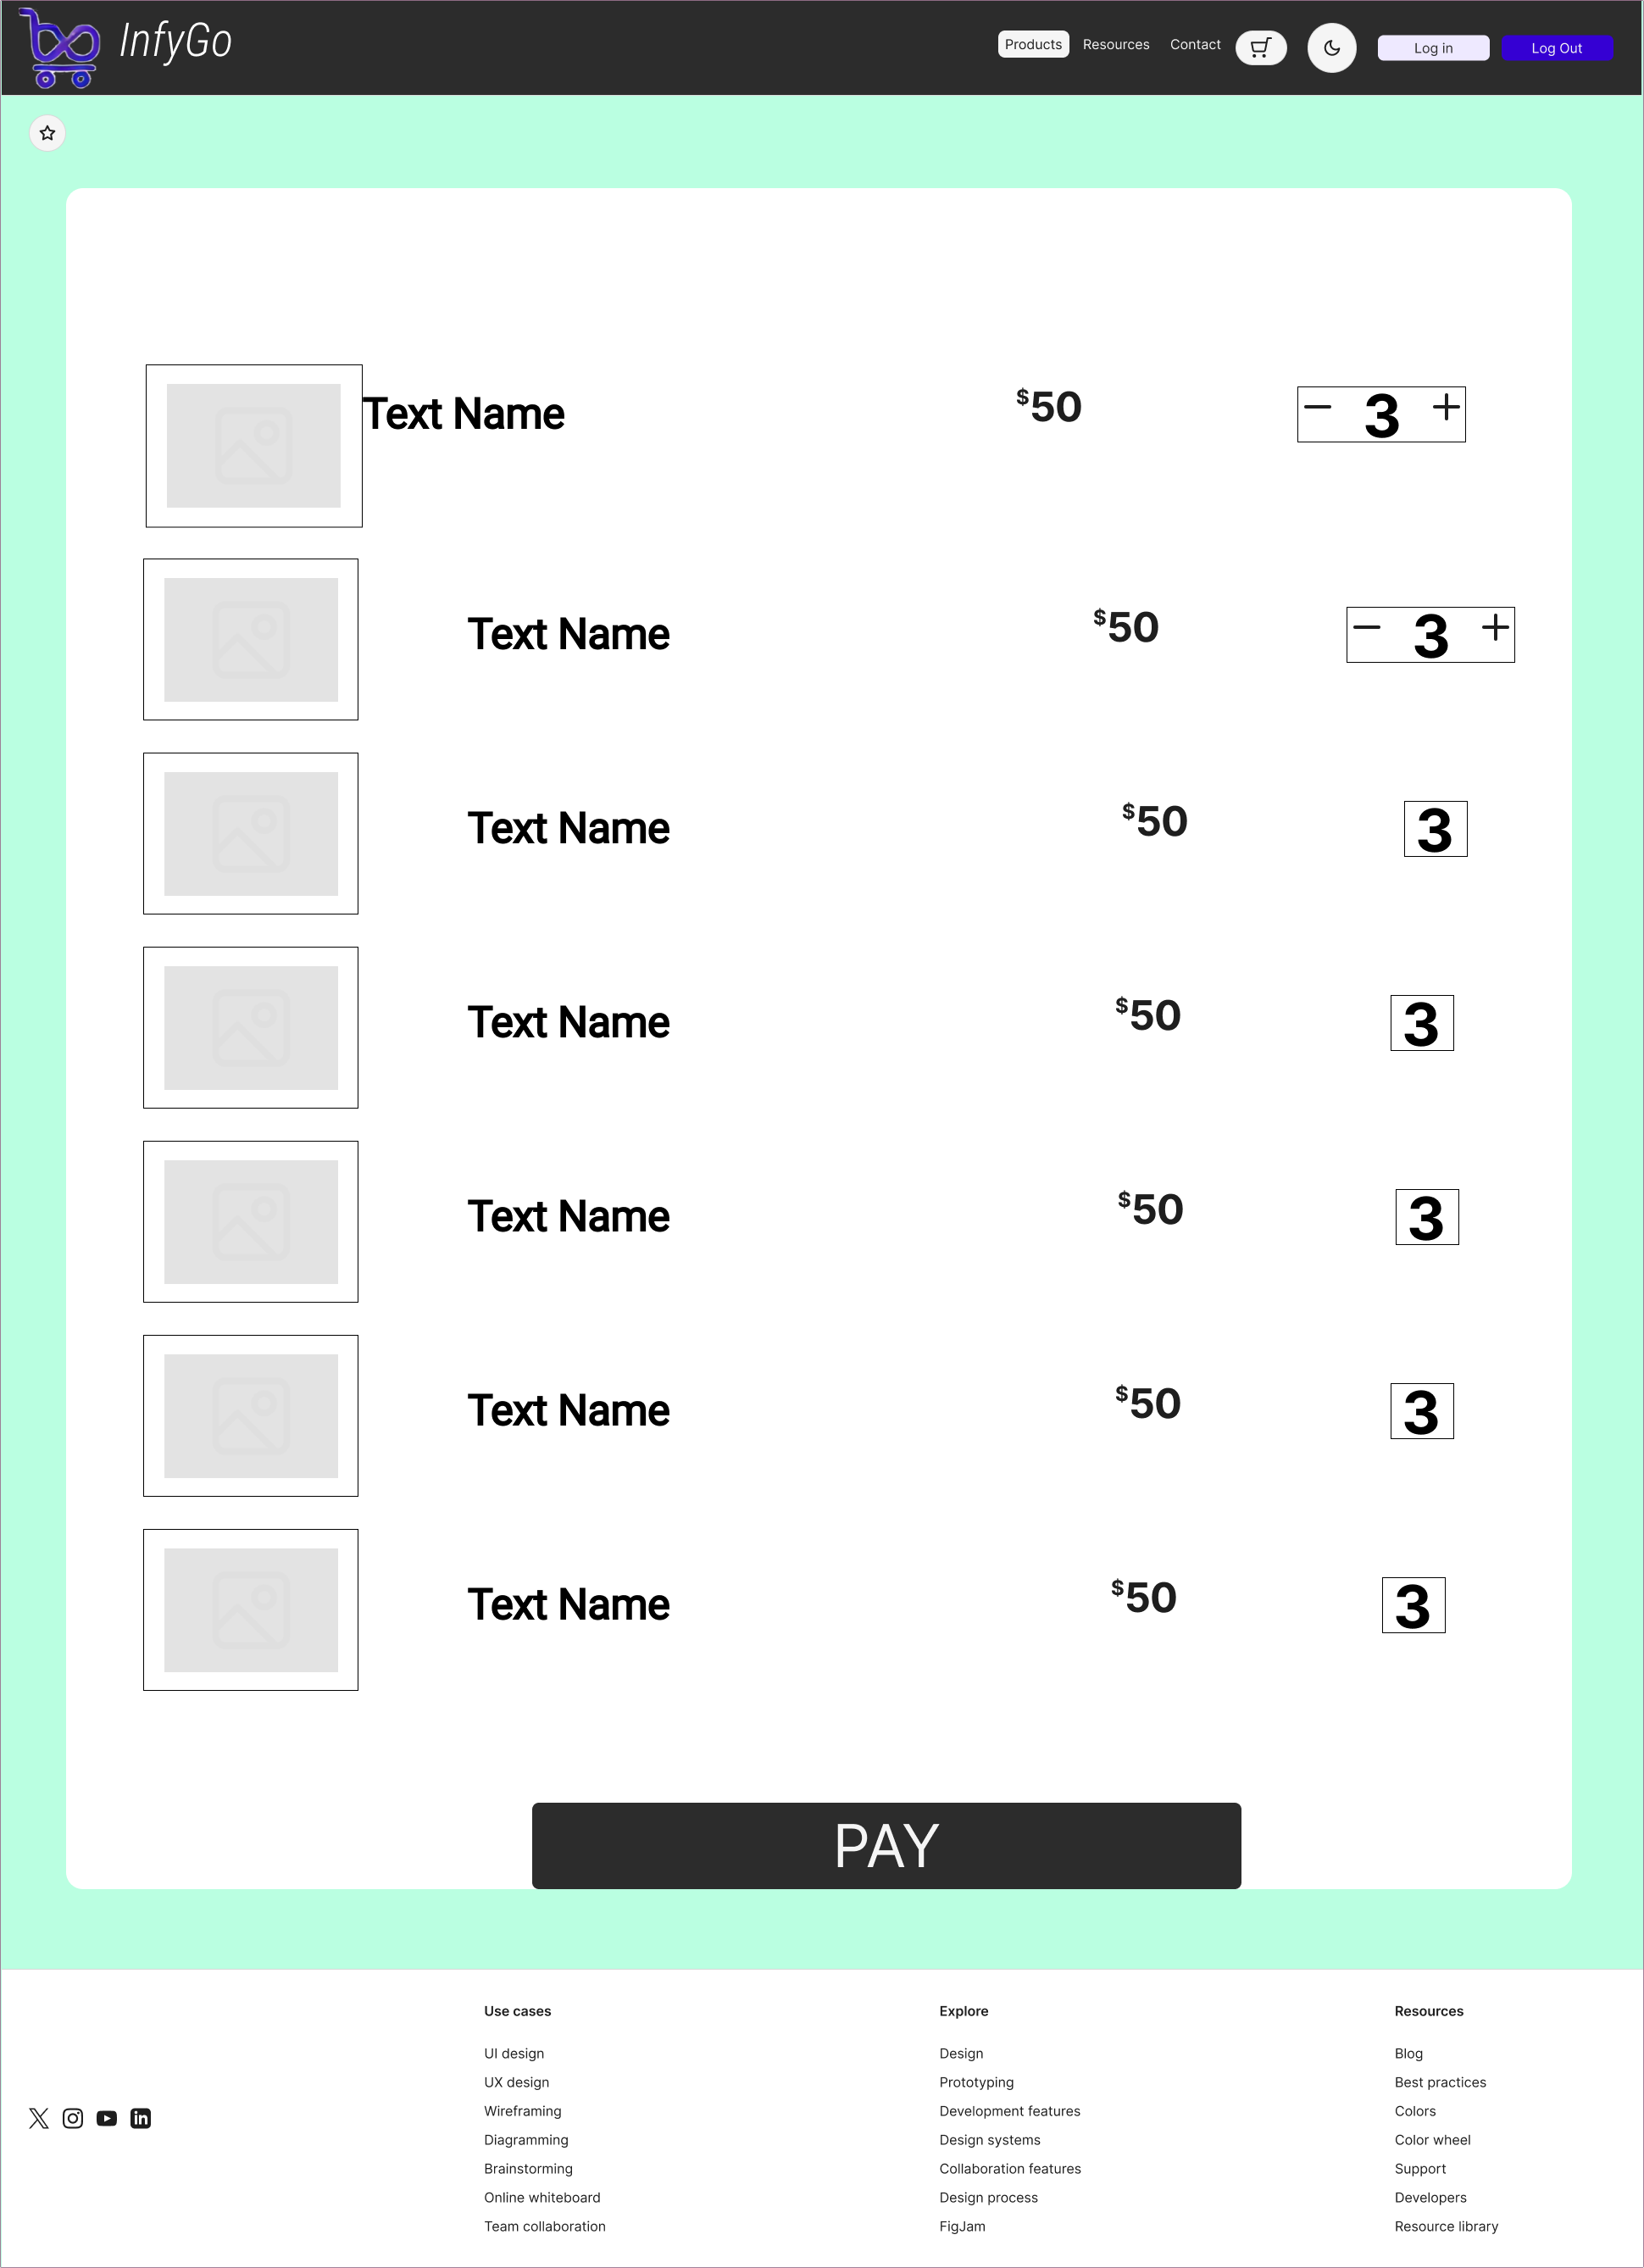 InfyGo
Products Resources Contact Log in Log Out
Text Name $50 3
Text Name $50 3
Text Name $50 3
Text Name $50 3
Text Name $50 3
Text Name $50 3
Text Name $50 3
PAY
Use cases
UI design
UX design
Wireframing
Diagramming
Brainstorming
Online whiteboard
Team collaboration
Explore
Design
Prototyping
Development features
Design systems
Collaboration features
Design process
FigJam
Resources
Blog
Best practices
Colors
Color wheel
Support
Developers
Resource library